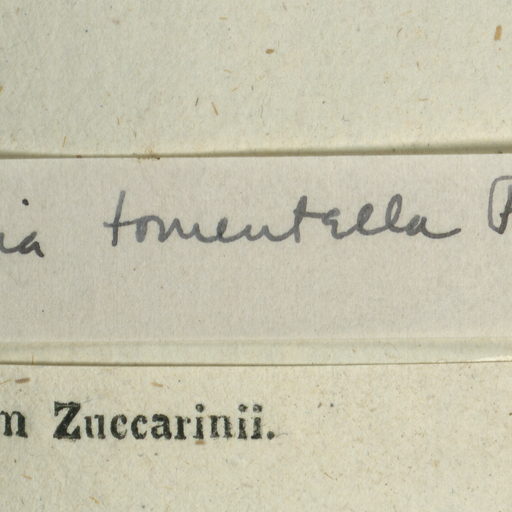 ia tomentella P
m Zuccarinii.